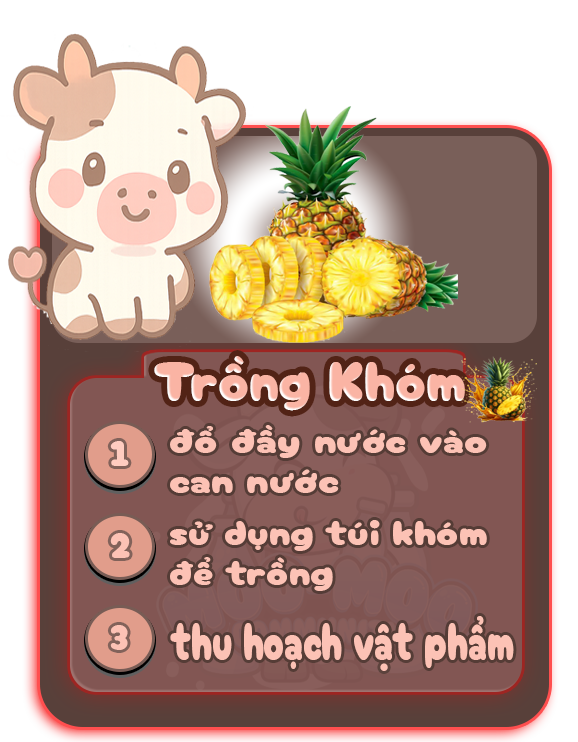 Trồng Khóm
1
đổ đầy nước vào
can nước
2
sử dụng túi khóm
để trồng
3
thu hoạch vật phẩm